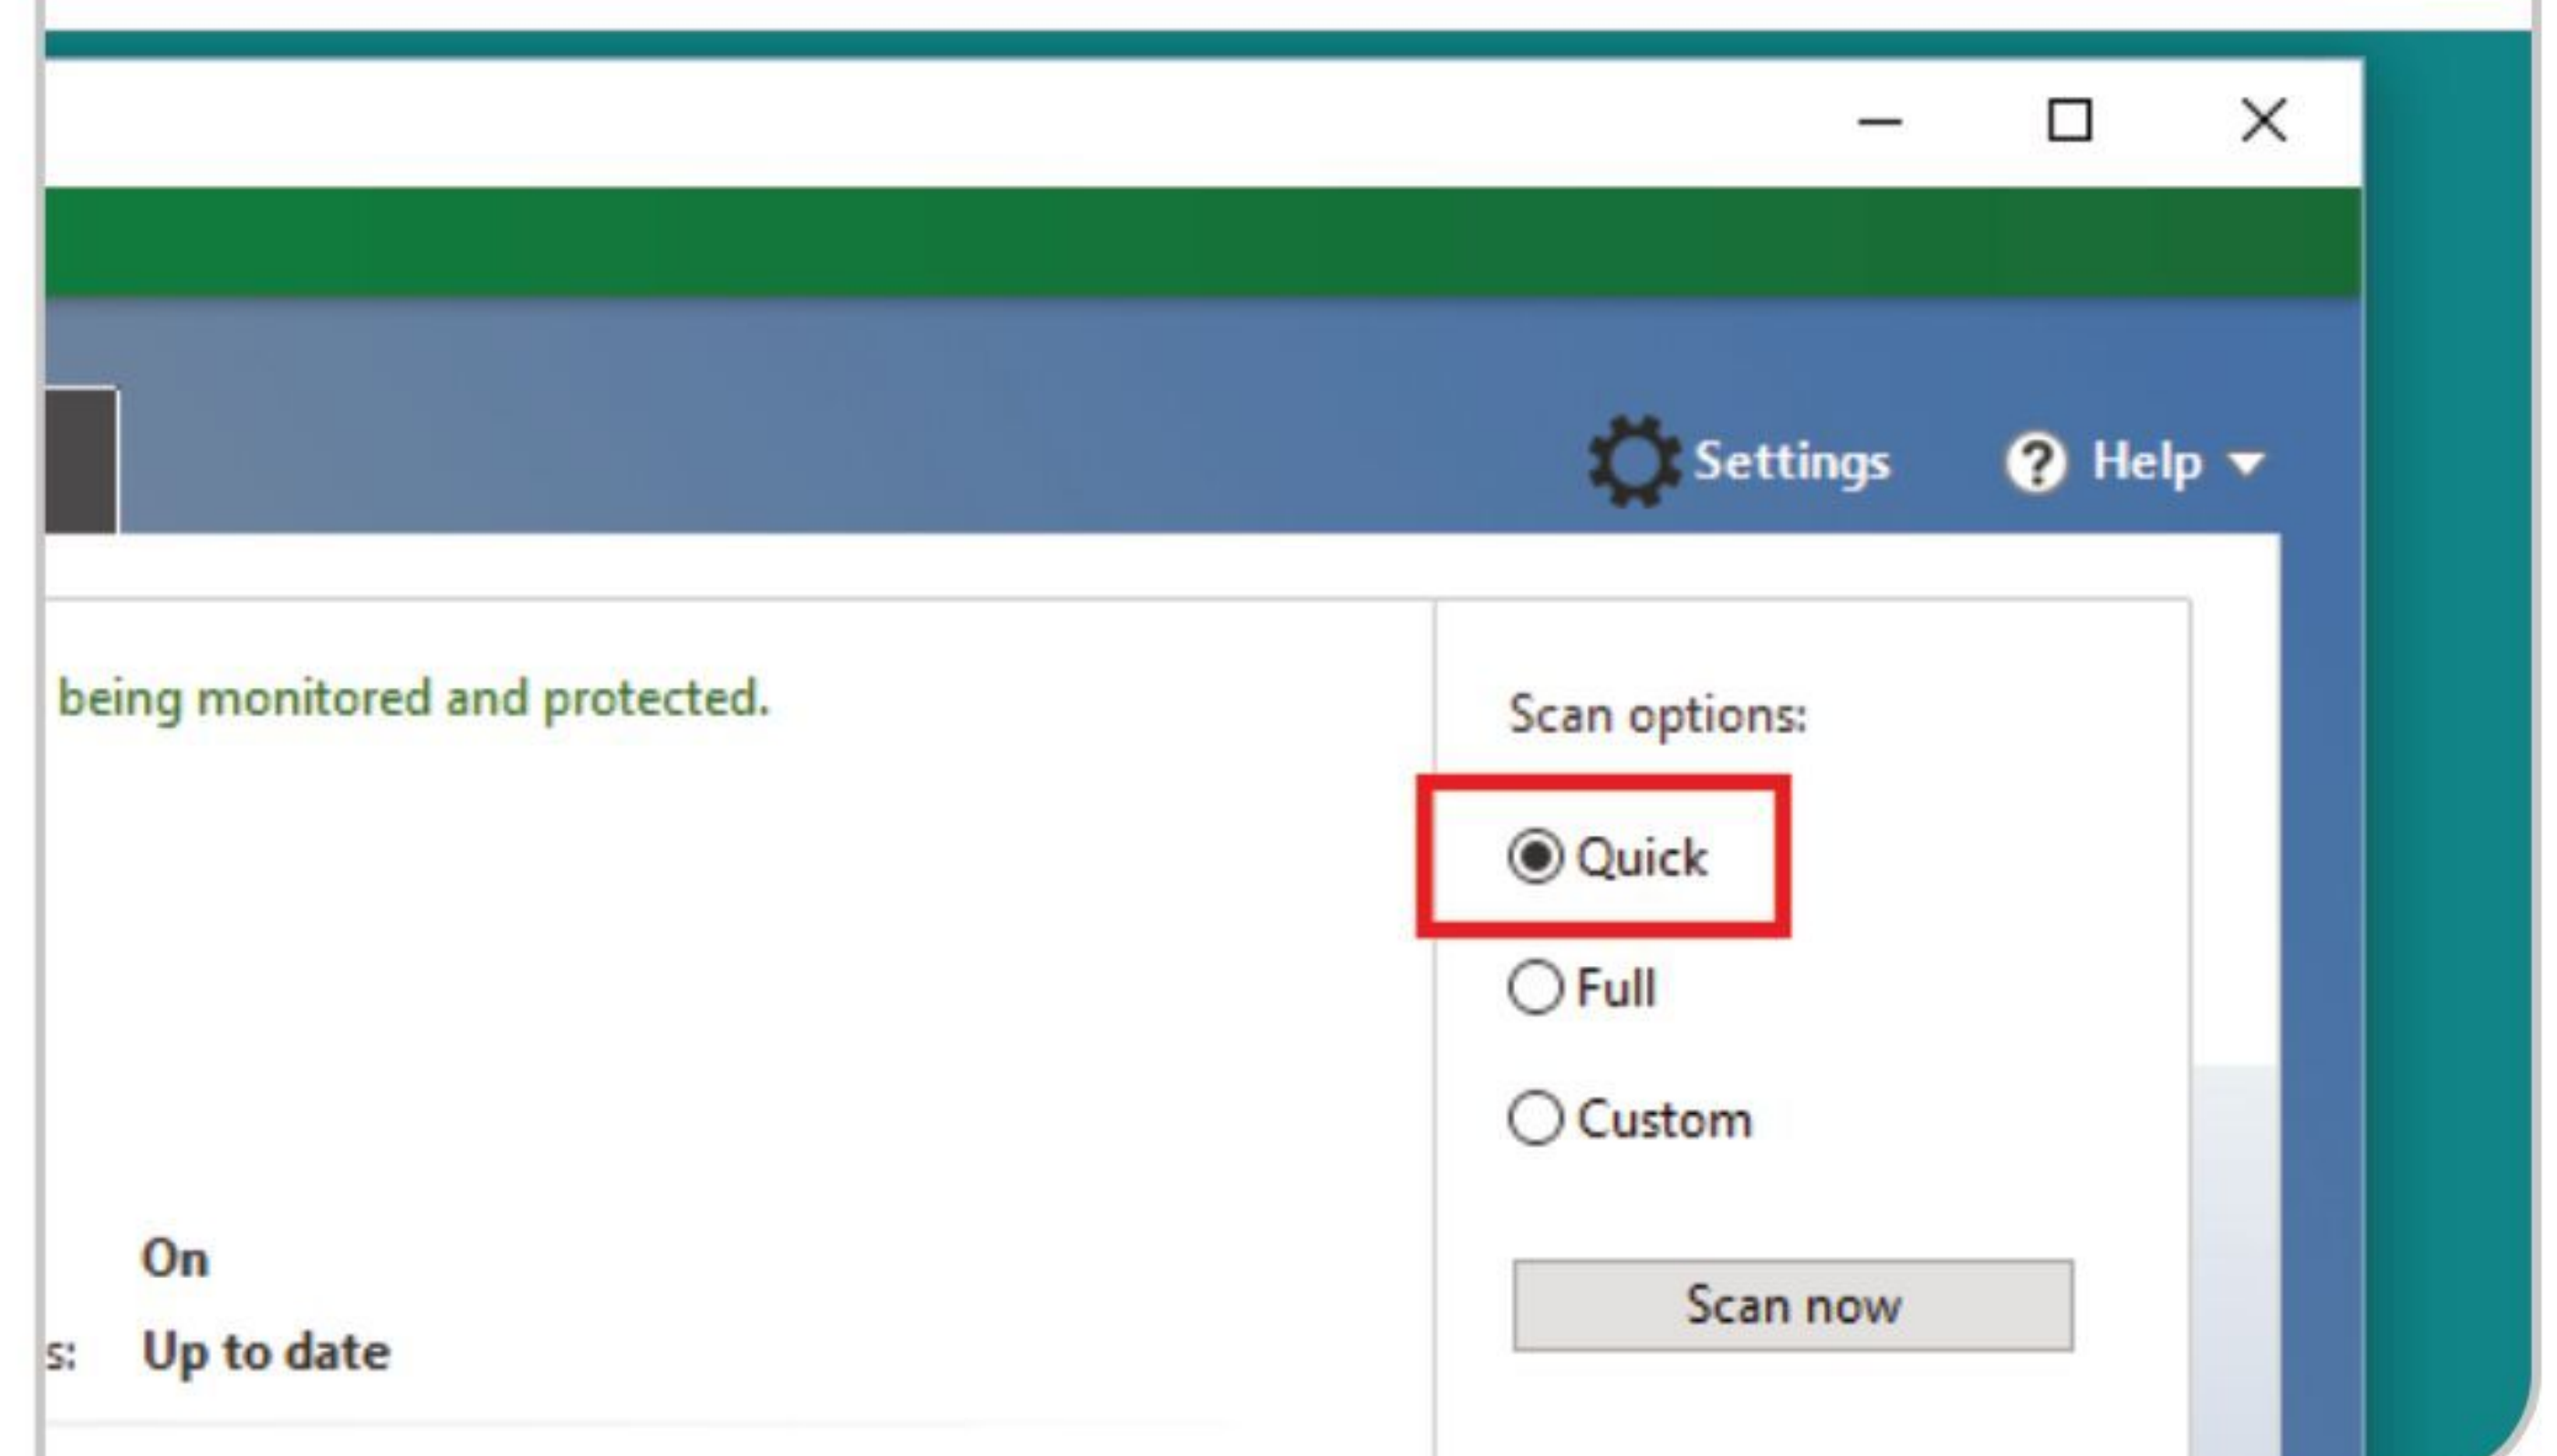 Settings ? Help
being monitored and protected.
Scan options:
Quick
Full
Custom
On
Scan now
s: Up to date